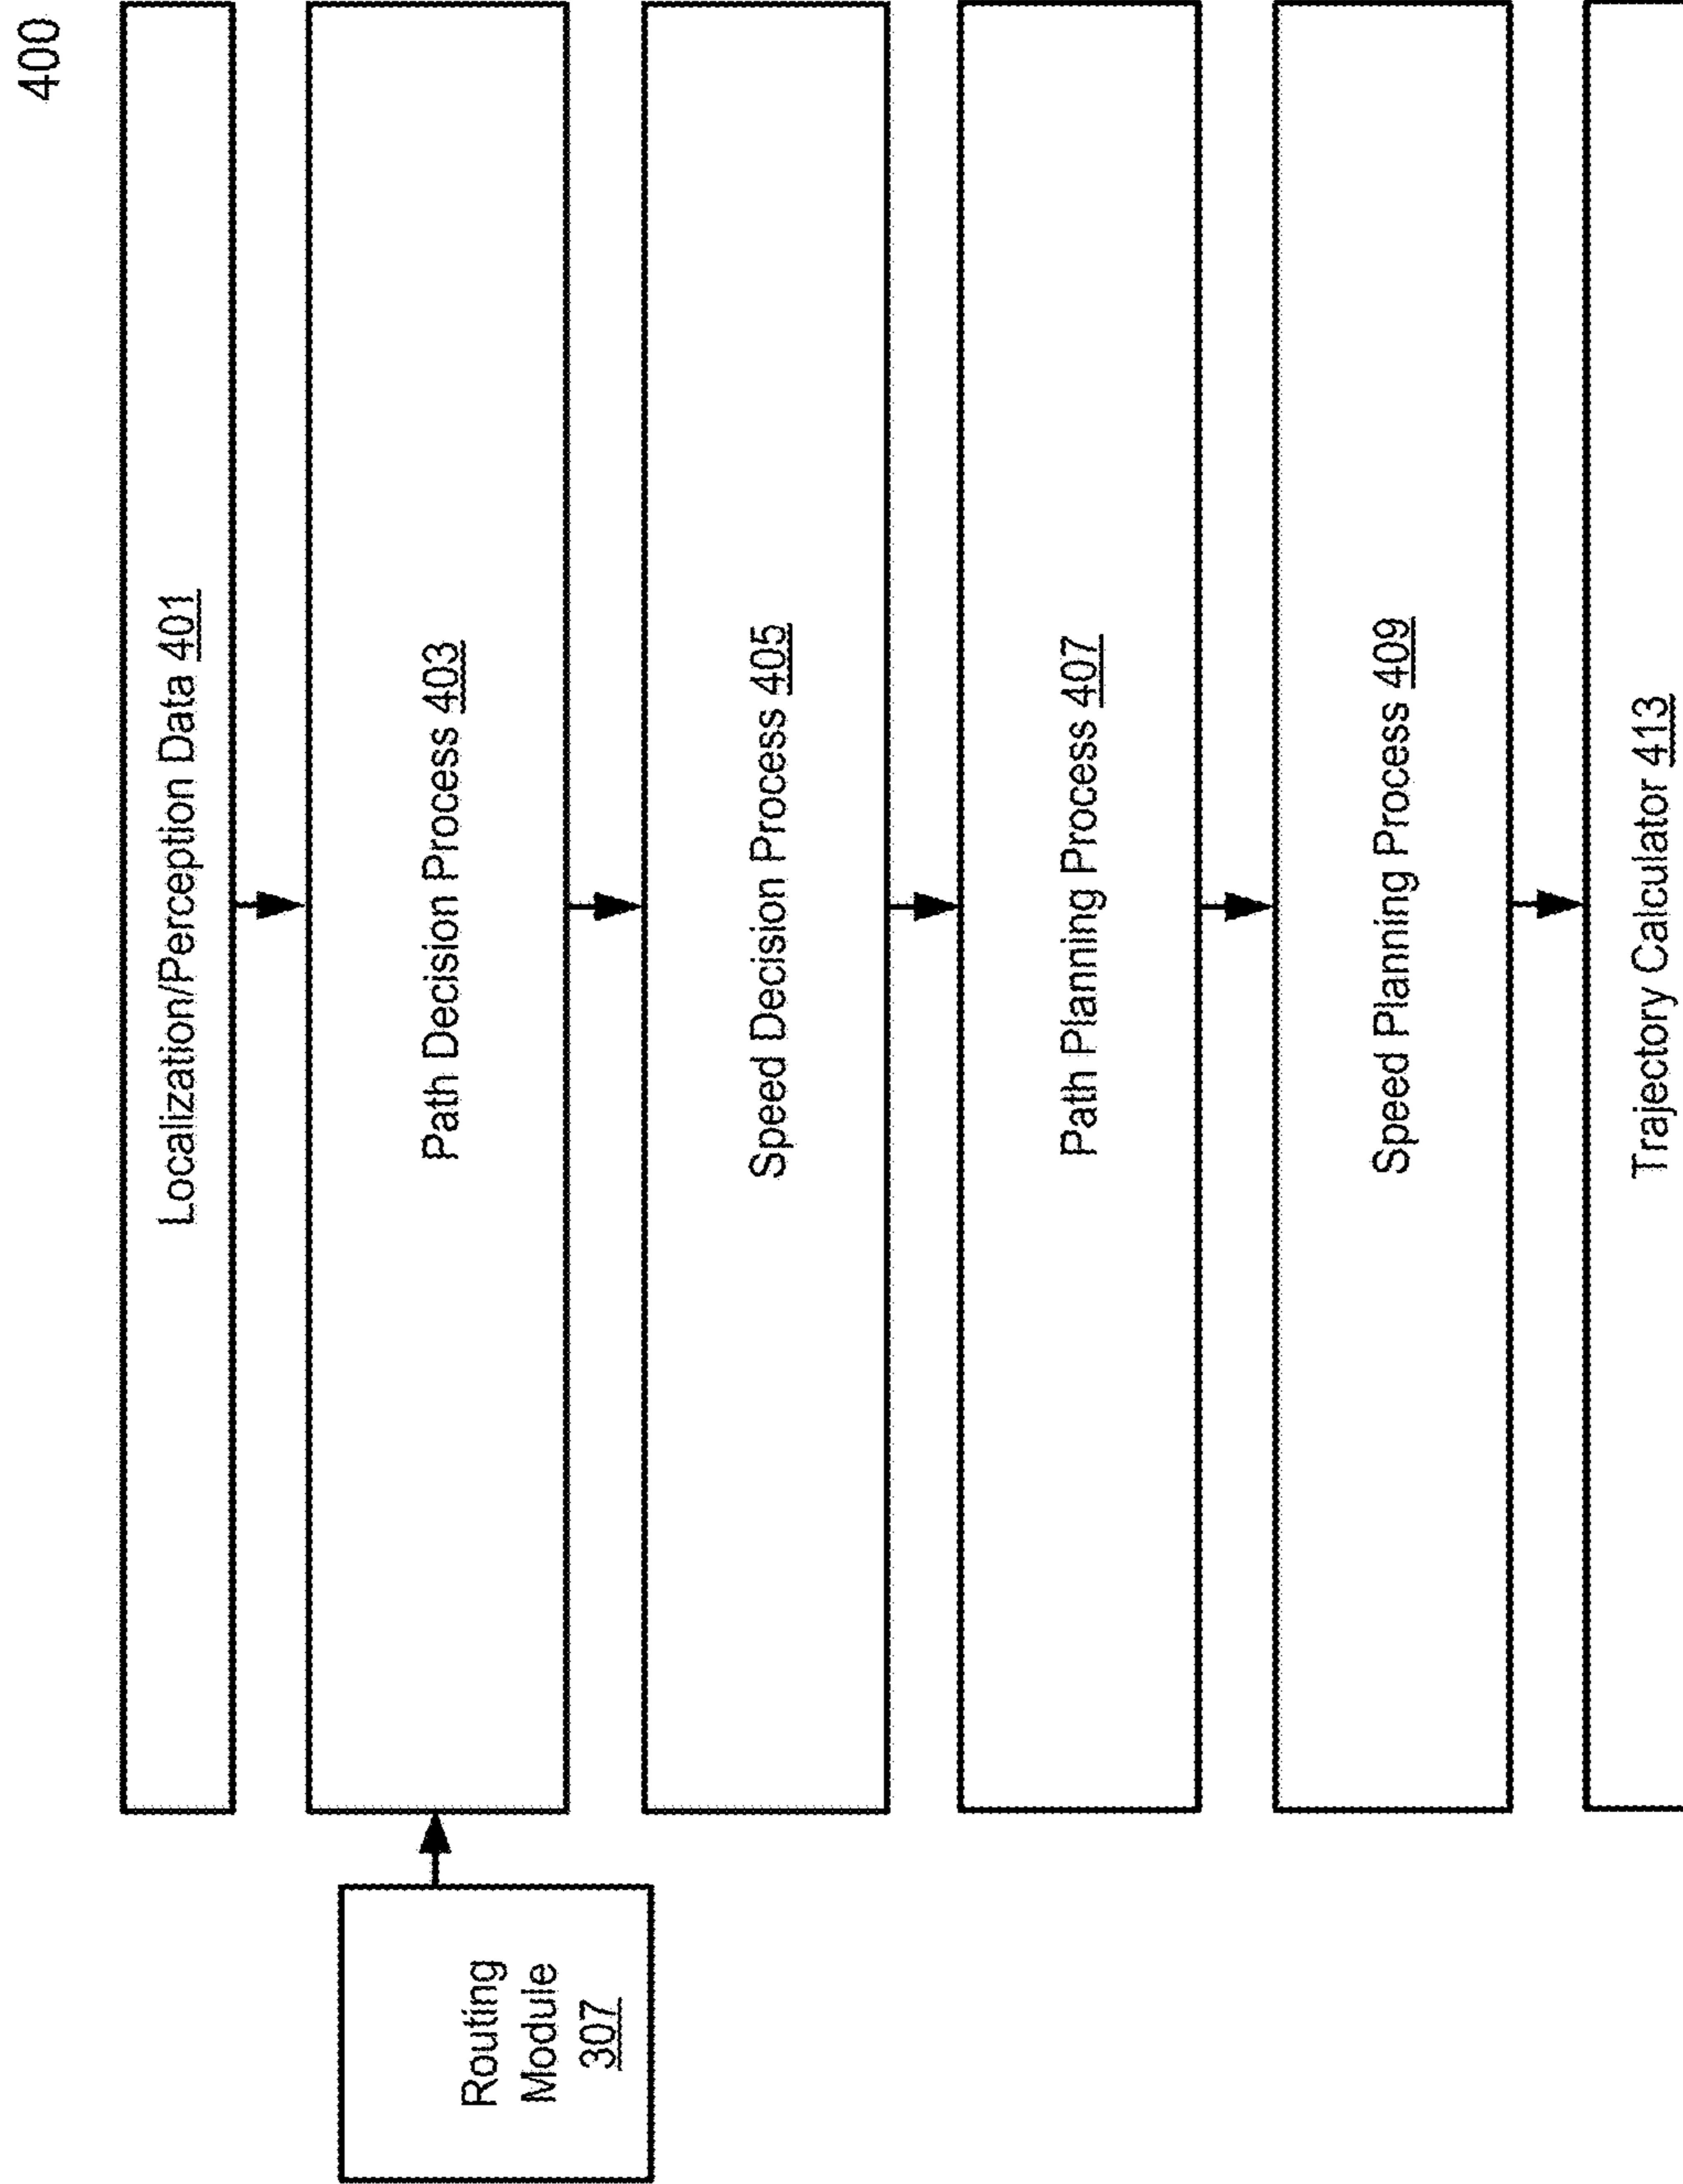 400
Localization/Perception Data 401
Path Decision Process 403
Routing
Module
307
Speed Decision Process 405
Path Planning Process 407
Speed Planning Process 409
Trajectory Calculator 413